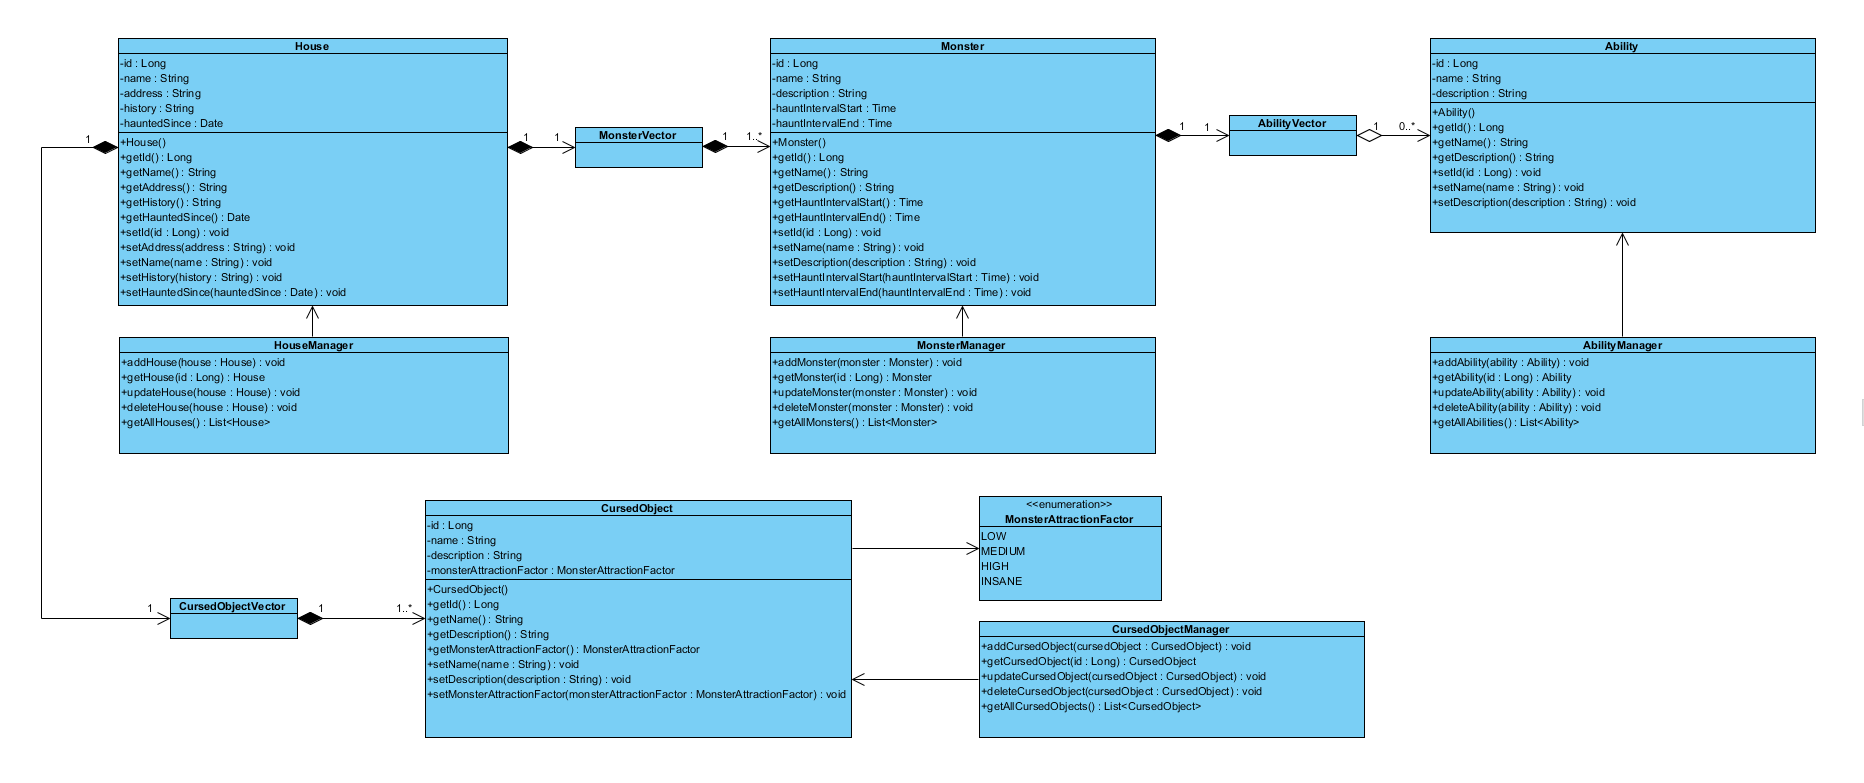 House
-id : Long
-name : String
-address : String
-history : String
-hauntedSince : Date
+House()
+getId() : Long
+getName() : String
+getAddress() : String
+getHistory() : String
+getHauntedSince() : Date
+setId(id : Long) : void
+setAddress(address : String) : void
+setName(name : String) : void
+setHistory(history : String) : void
+setHauntedSince(hauntedSince : Date) : void
1
1
1
MonsterVector
1
1..*
Monster
-id : Long
-name : String
-description : String
-hauntIntervalStart : Time
-hauntIntervalEnd : Time
+Monster()
+getId() : Long
+getName() : String
+getDescription() : String
+getHauntIntervalStart() : Time
+getHauntIntervalEnd() : Time
+setId(id : Long) : void
+setName(name : String) : void
+setDescription(description : String) : void
+setHauntIntervalStart(hauntIntervalStart : Time) : void
+setHauntIntervalEnd(hauntIntervalEnd : Time) : void
1
1
AbilityVector
1
0..*
Ability
-id : Long
-name : String
-description : String
+Ability()
+getId() : Long
+getName() : String
+getDescription() : String
+setId(id : Long) : void
+setName(name : String) : void
+setDescription(description : String) : void
HouseManager
+addHouse(house : House) : void
+getHouse(id : Long) : House
+updateHouse(house : House) : void
+deleteHouse(house : House) : void
+getAllHouses() : List<House>
MonsterManager
+addMonster(monster : Monster) : void
+getMonster(id : Long) : Monster
+updateMonster(monster : Monster) : void
+deleteMonster(monster : Monster) : void
+getAllMonsters() : List<Monster>
AbilityManager
+addAbility(ability : Ability) : void
+getAbility(id : Long) : Ability
+updateAbility(ability : Ability) : void
+deleteAbility(ability : Ability) : void
+getAllAbilities() : List<Ability>
1
CursedObjectVector
1
1..*
CursedObject
-id : Long
-name : String
-description : String
-monsterAttractionFactor : MonsterAttractionFactor
+CursedObject()
+getId() : Long
+getName() : String
+getDescription() : String
+getMonsterAttractionFactor() : MonsterAttractionFactor
+setName(name : String) : void
+setDescription(description : String) : void
+setMonsterAttractionFactor(monsterAttractionFactor : MonsterAttractionFactor) : void
<<enumeration>>
MonsterAttractionFactor
LOW
MEDIUM
HIGH
INSANE
CursedObjectManager
+addCursedObject(cursedObject : CursedObject) : void
+getCursedObject(id : Long) : CursedObject
+updateCursedObject(cursedObject : CursedObject) : void
+deleteCursedObject(cursedObject : CursedObject) : void
+getAllCursedObjects() : List<CursedObject>